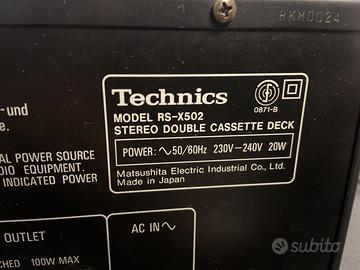 RKM0024
-und
e.
Technics
0871-B
MODEL RS-X502
STEREO DOUBLE CASSETTE DECK
POWER: ∿50/60Hz 230V–240V 20W
Matsushita Electric Industrial Co., Ltd.
Made in Japan
AL POWER SOURCE
DIO EQUIPMENT.
INDICATED POWER
OUTLET
CHED 100W MAX
AC IN∿
subito